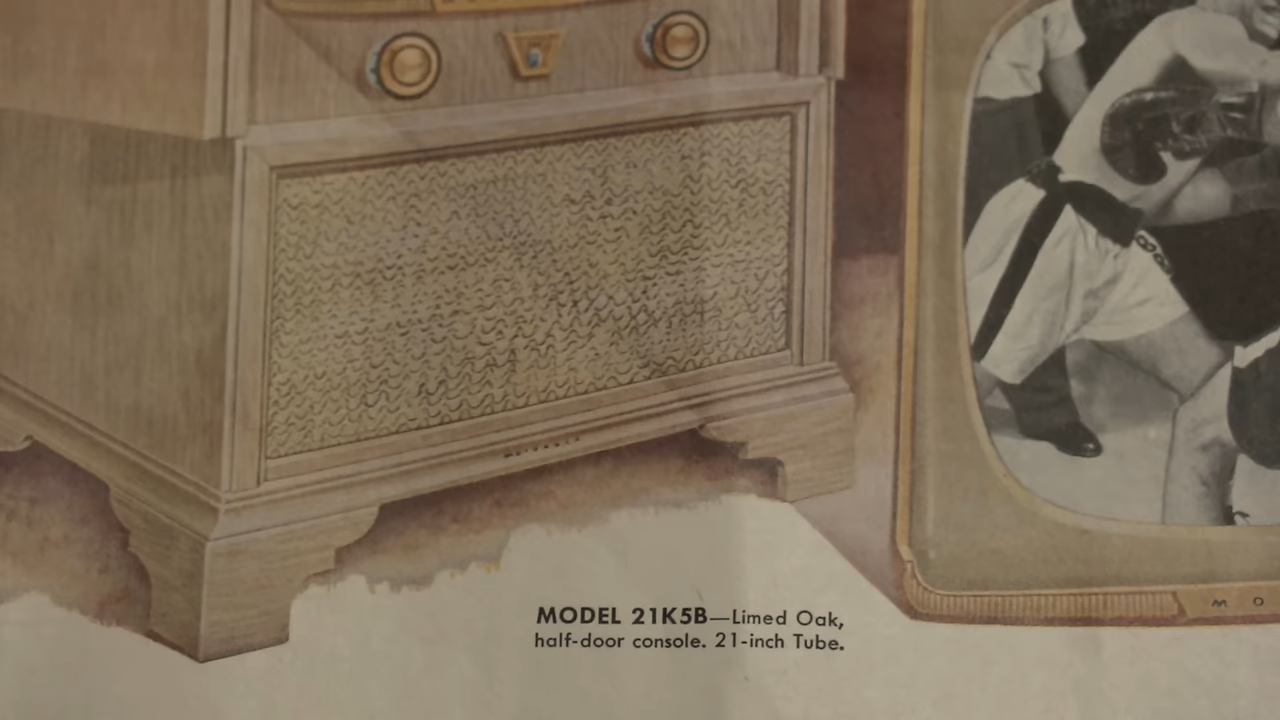 MODEL 21K5B—Limed Oak,
half-door console. 21-inch Tube.
M O